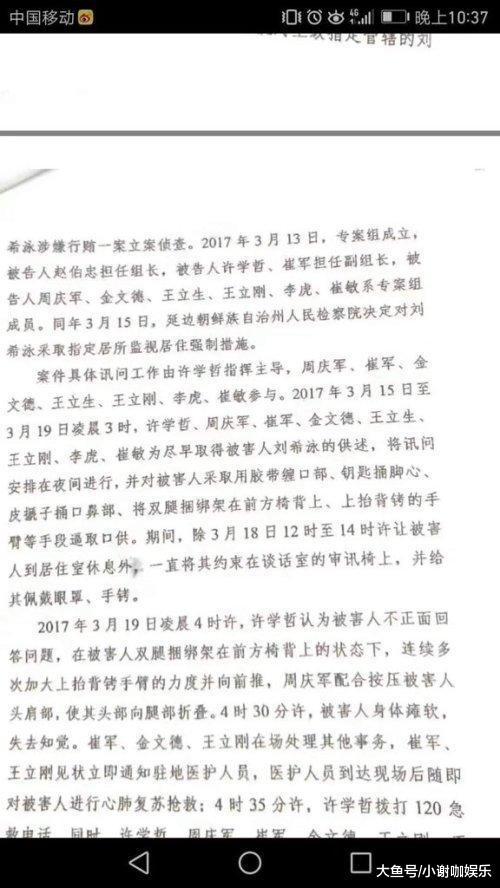 中国移动
4G
晚上10:37
上级指定管辖的刘
希泳涉嫌行贿一案立案侦查。2017年3月13日，专案组成立，
被告人赵伯忠担任组长，被告人许学哲、崔军担任副组长，被
告人周庆军、金文德、王立生、王立刚、李虎、崔敏系专案组
成员。同年3月15日，延边朝鲜族自治州人民检察院决定对刘
希泳采取指定居所监视居住强制措施。
案件具体讯问工作由许学哲指挥主导，周庆军、崔军、金
文德、王立生、王立刚、李虎、崔敏参与。2017年3月15日至
3月19日凌晨3时，许学哲、周庆军、崔军、金文德、王立生、
王立刚、李虎、崔敏为尽早取得被害人刘希泳的供述，将讯问
安排在夜间进行，并对被害人采取用胶带缠口部、钥匙捅脚心、
皮搋子捅口鼻部、将双腿捆绑架在前方椅背上、上抬背铐的手
臂等手段逼取口供。期间，除3月18日12时至14时许让被害
人到居住室休息外，一直将其约束在谈话室的审讯椅上，并给
其佩戴眼罩、手铐。
2017年3月19日凌晨4时许，许学哲认为被害人不正面回
答问题，在被害人双腿捆绑架在前方椅背上的状态下，连续多
次加大上抬背铐手臂的力度并向前推，周庆军配合按压被害人
头肩部，使其头部向腿部折叠。4时30分许，被害人身体瘫软，
失去知觉。崔军、金文德、王立刚在场处理其他事务，崔军、
王立刚见状立即通知驻地医护人员，医护人员到达现场后随即
对被害人进行心肺复苏抢救；4时35分许，许学哲拨打120急
救电话，同时，许学哲、周庆军、崔军、金文德、王立刚、王
大鱼号/小谢咖娱乐